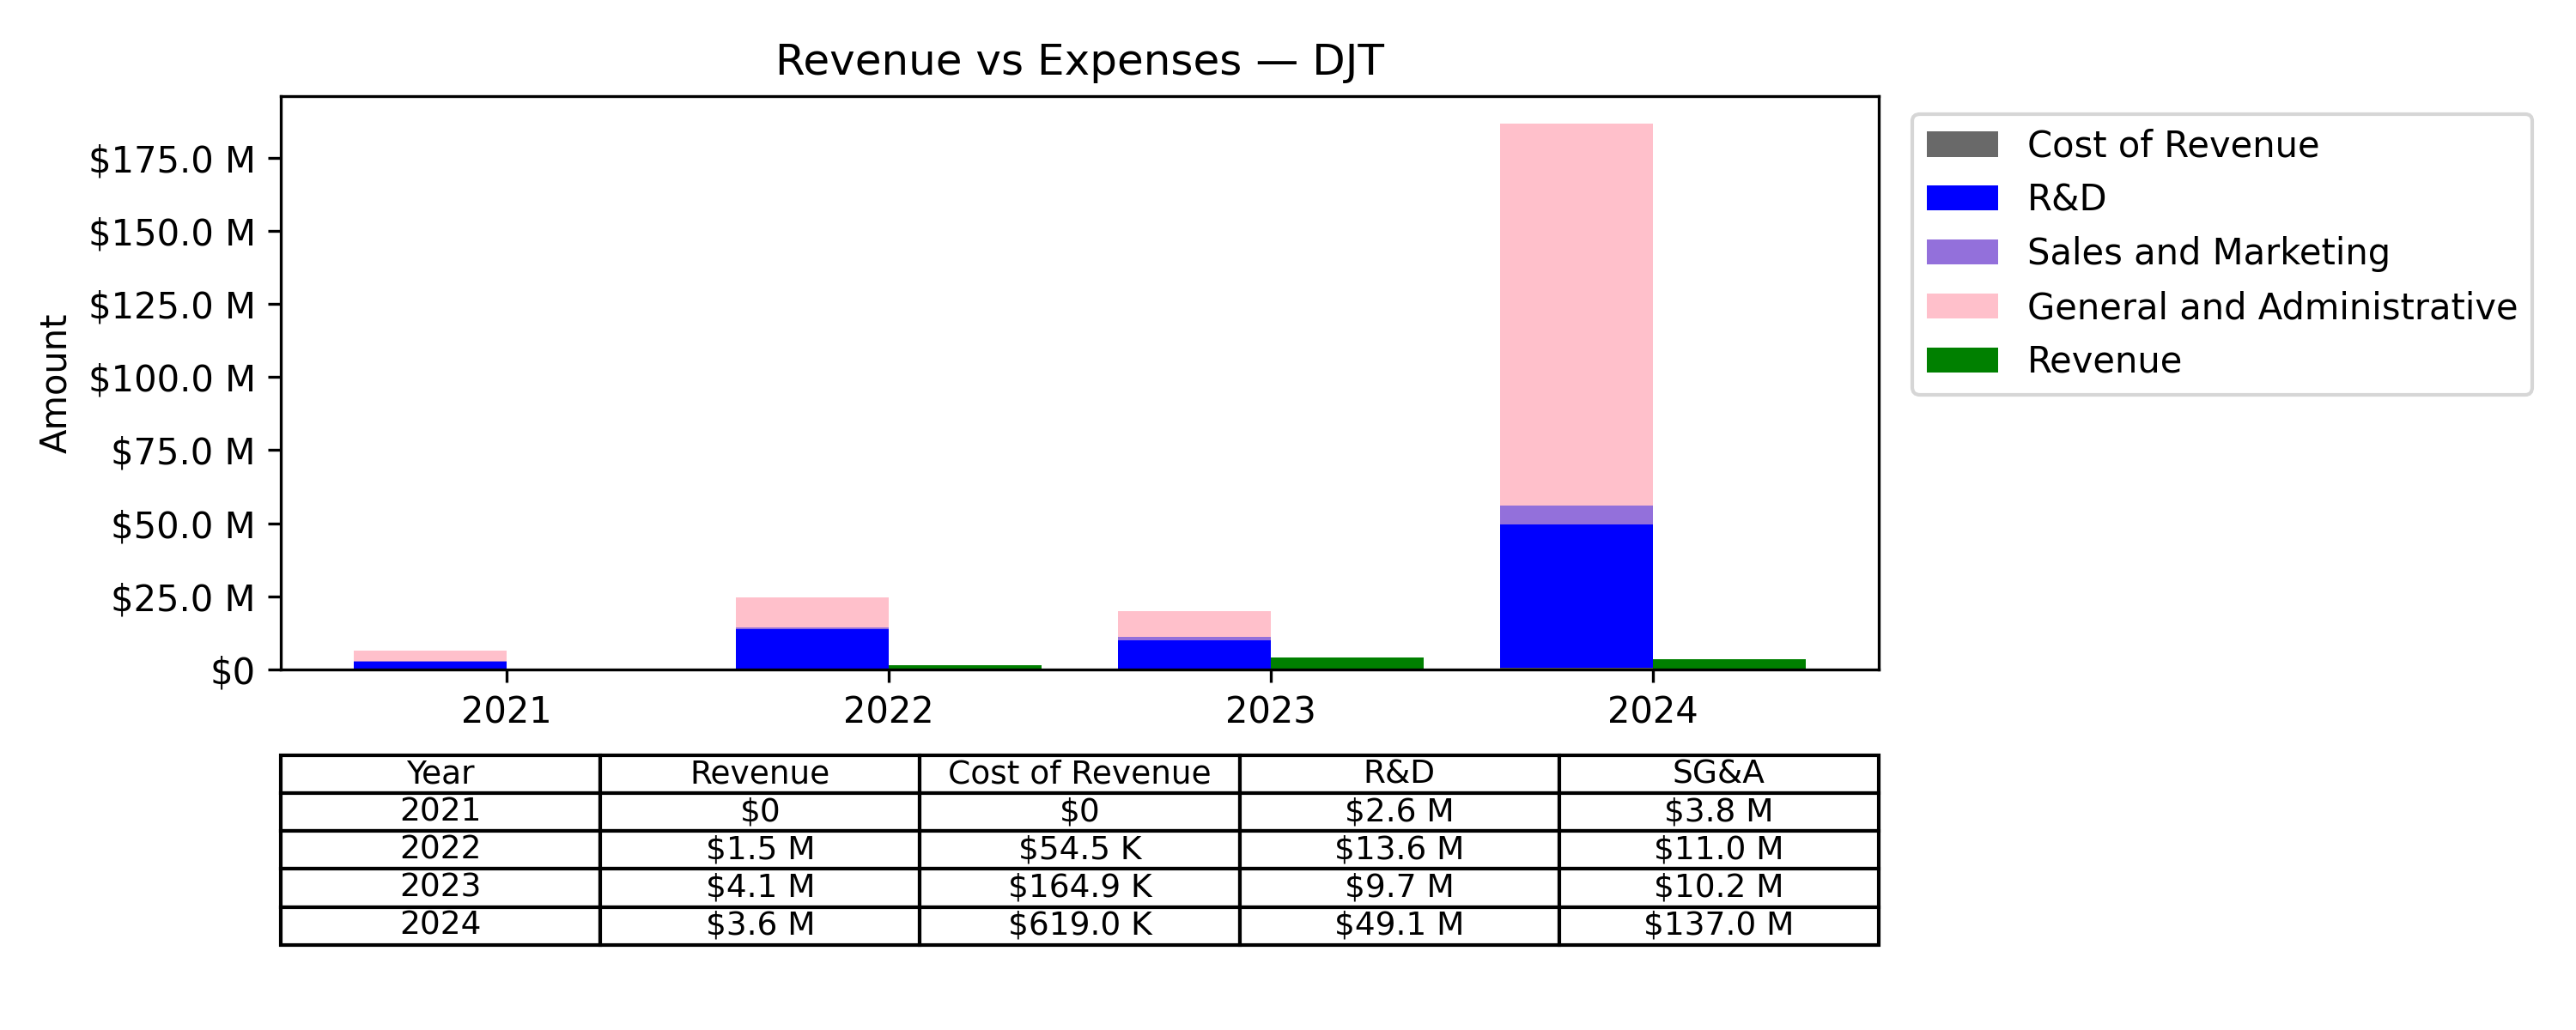 Revenue vs Expenses — DJT
Amount
$175.0 M
$150.0 M
$125.0 M
$100.0 M
$75.0 M
$50.0 M
$25.0 M
$0
2021 2022 2023 2024
Cost of Revenue
R&D
Sales and Marketing
General and Administrative
Revenue
Year Revenue Cost of Revenue R&D SG&A
2021 $0 $0 $2.6 M $3.8 M
2022 $1.5 M $54.5 K $13.6 M $11.0 M
2023 $4.1 M $164.9 K $9.7 M $10.2 M
2024 $3.6 M $619.0 K $49.1 M $137.0 M